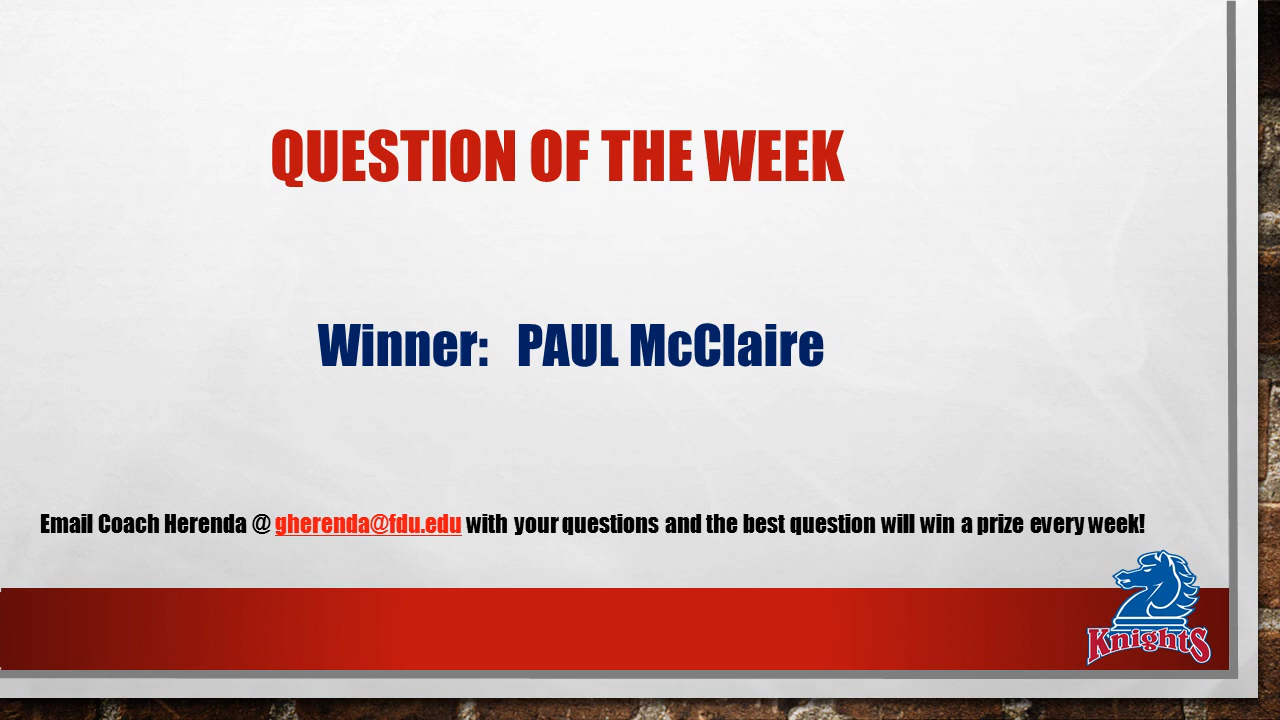 QUESTION OF THE WEEK
Winner: PAUL McClaire
Email Coach Herenda @ gherenda@fdu.edu with your questions and the best question will win a prize every week!
Knights